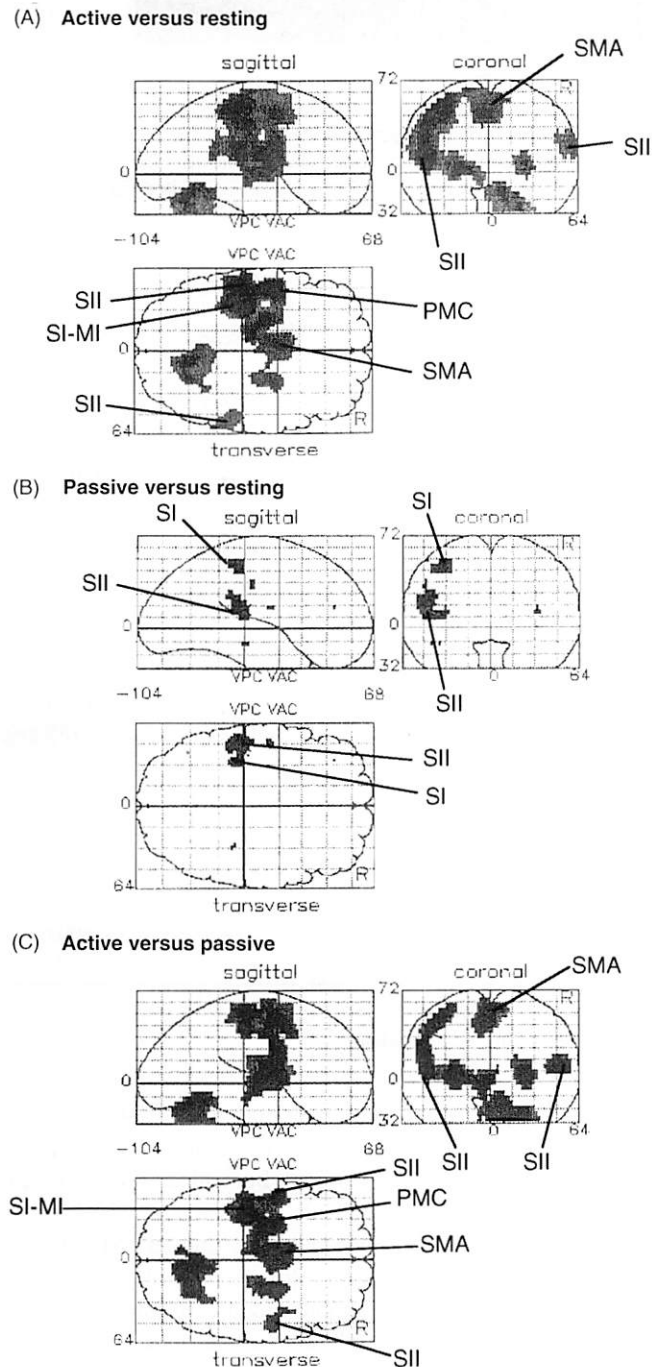 (A) Active versus resting
sagittal
coronal
SMA
72
R
SII
0
0
32
VPC VAC
0
64
-104
68
SII
VPC VAC
SII
PMC
SI-MI
0
SMA
SII
64
R
transverse
(B) Passive versus resting
SI
sagittal
SI
coronal
72
R
SII
0
0
32
VPC VAC
0
64
-104
68
SII
VPC VAC
SII
SI
0
64
R
transverse
(C) Active versus passive
sagittal
coronal
SMA
72
R
0
0
32
VPC VAC
0
64
-104
68
SII
SII
VPC VAC
SII
SI-MI
PMC
SMA
0
64
R
transverse
SII